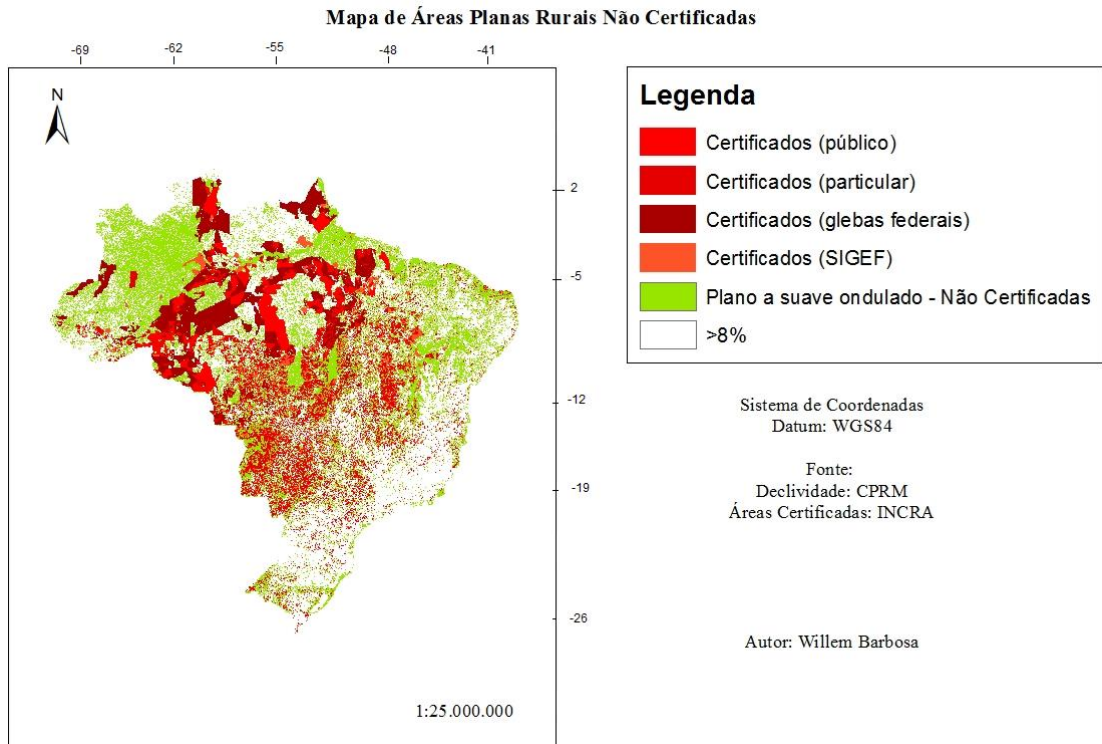 Mapa de Áreas Planas Rurais Não Certificadas
-69
-62
-55
-48
-41
N
2
-5
-12
-19
-26
1:25.000.000
Legenda
Certificados (público)
Certificados (particular)
Certificados (glebas federais)
Certificados (SIGEF)
Plano a suave ondulado - Não Certificadas
>8%
Sistema de Coordenadas
Datum: WGS84
Fonte:
Declividade: CPRM
Áreas Certificadas: INCRA
Autor: Willem Barbosa